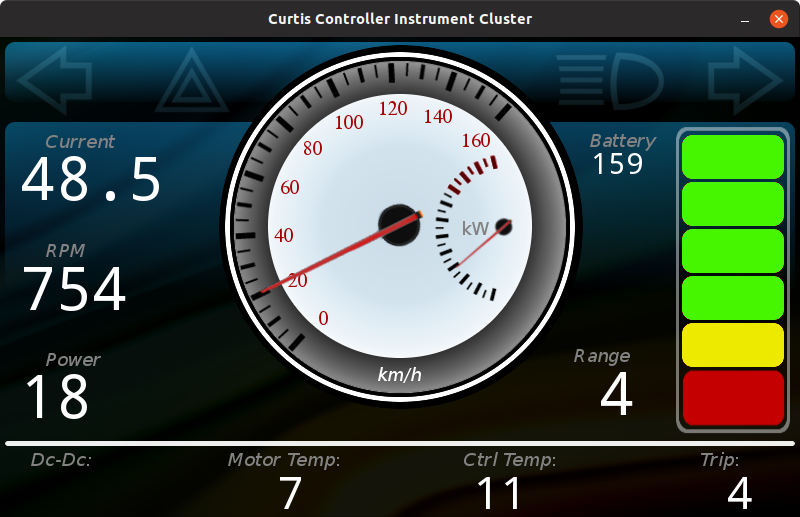 Curtis Controller Instrument Cluster
Current
48.5
RPM
754
Power
18
0
20
40
60
80
100
120
140
160
kW
km/h
Battery
159
Range
4
Dc-Dc:
Motor Temp:
7
Ctrl Temp:
11
Trip:
4